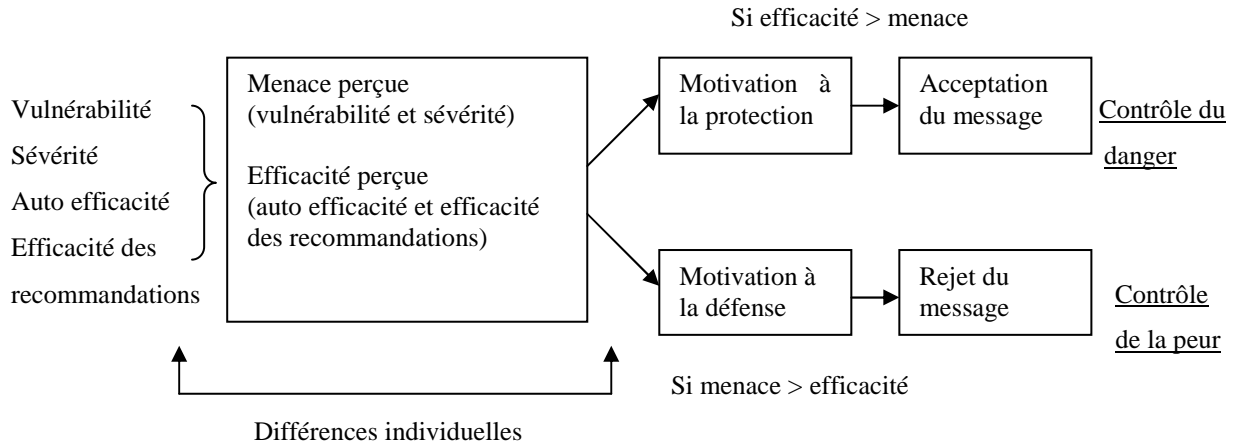 Si efficacité > menace
Vulnérabilité
Sévérité
Auto efficacité
Efficacité des
recommandations
Menace perçue
(vulnérabilité et sévérité)
Efficacité perçue
(auto efficacité et efficacité
des recommandations)
Motivation à
la protection
Acceptation
du message
Contrôle du
danger
Motivation à
la défense
Rejet du
message
Contrôle
de la peur
Si menace > efficacité
Différences individuelles